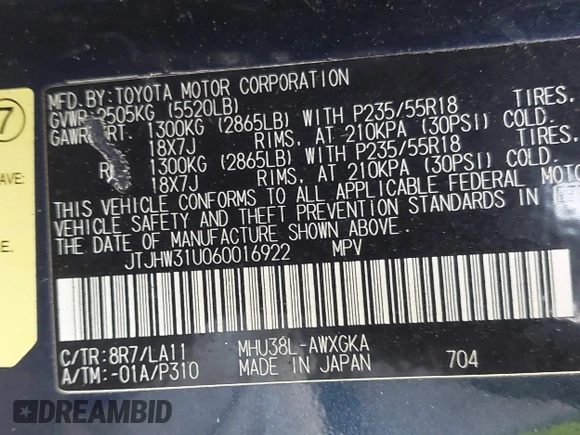 7
AVE:
MFD. BY: TOYOTA MOTOR CORPORATION
GVWR 2505KG (5520LB)
GAWR FRT 1300KG (2865LB) WITH P235/55R18 TIRES.
18X7J RIMS, AT 210KPA (30PSI) COLD.
1300KG (2865LB) WITH P235/55R18 TIRES.
18X7J RIMS, AT 210KPA (30PSI) COLD.
THIS VEHICLE CONFORMS TO ALL APPLICABLE FEDERAL MOTO
VEHICLE SAFETY AND THEFT PREVENTION STANDARDS IN
THE DATE OF MANUFACTURE SHOWN ABOVE.
JTJHW31U060016922 MPV
C/TR: 8R7/LA11 MHU38L-AWXGKA
A/TM: -01A/P310 MADE IN JAPAN 704
DREAMBID